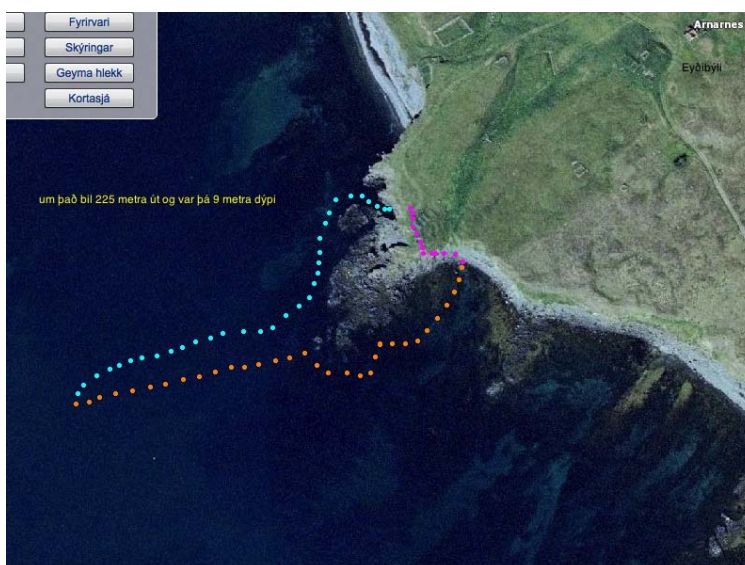 Fyrirvari
Arnarnes
Skýringar
Eyðibýli
Geyma hlekk
Kortasjá
um það bil 225 metra út og var þá 9 metra dýpi